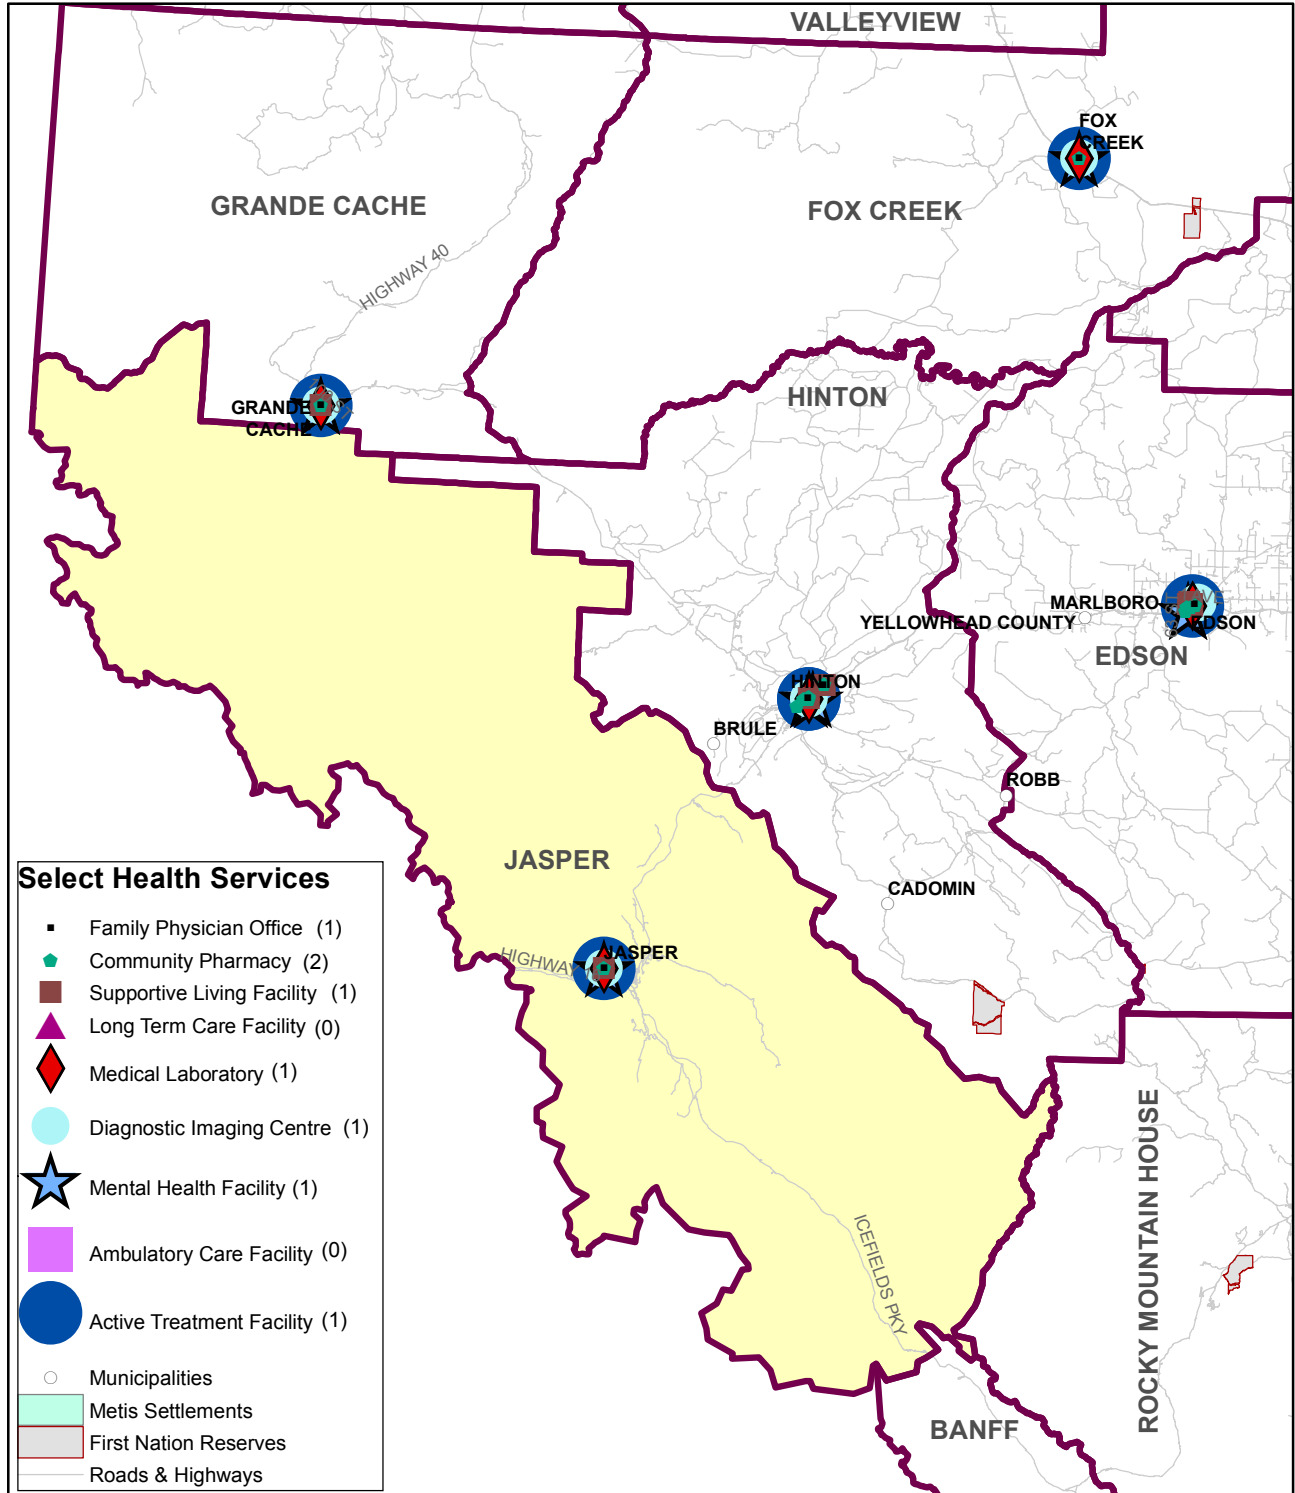 VALLEYVIEW
FOX
CREEK
GRANDE CACHE
FOX CREEK
HIGHWAY 40
HINTON
GRANDE
CACHE
MARLBORO
YELLOWHEAD COUNTY
EDSON
EDSON
HINTON
BRULE
ROBB
JASPER
CADOMIN
JASPER
HIGHWAY
ICEFIELDS PKY
ROCKY MOUNTAIN HOUSE
BANFF
Select Health Services
Family Physician Office (1)
Community Pharmacy (2)
Supportive Living Facility (1)
Long Term Care Facility (0)
Medical Laboratory (1)
Diagnostic Imaging Centre (1)
Mental Health Facility (1)
Ambulatory Care Facility (0)
Active Treatment Facility (1)
Municipalities
Metis Settlements
First Nation Reserves
Roads & Highways